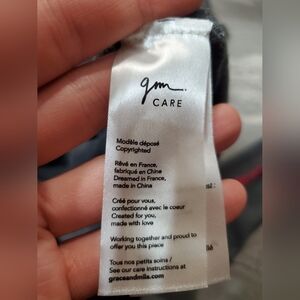 gm.
CARE
Modèle déposé
Copyrighted
Rêvé en France,
fabriqué en Chine
Dreamed in France,
made in China
Créé pour vous,
confectionné avec le coeur
Created for you,
made with love
Working together and proud to
offer you this piece
Tous nos petits soins /
See our care instructions at
graceandmila.com